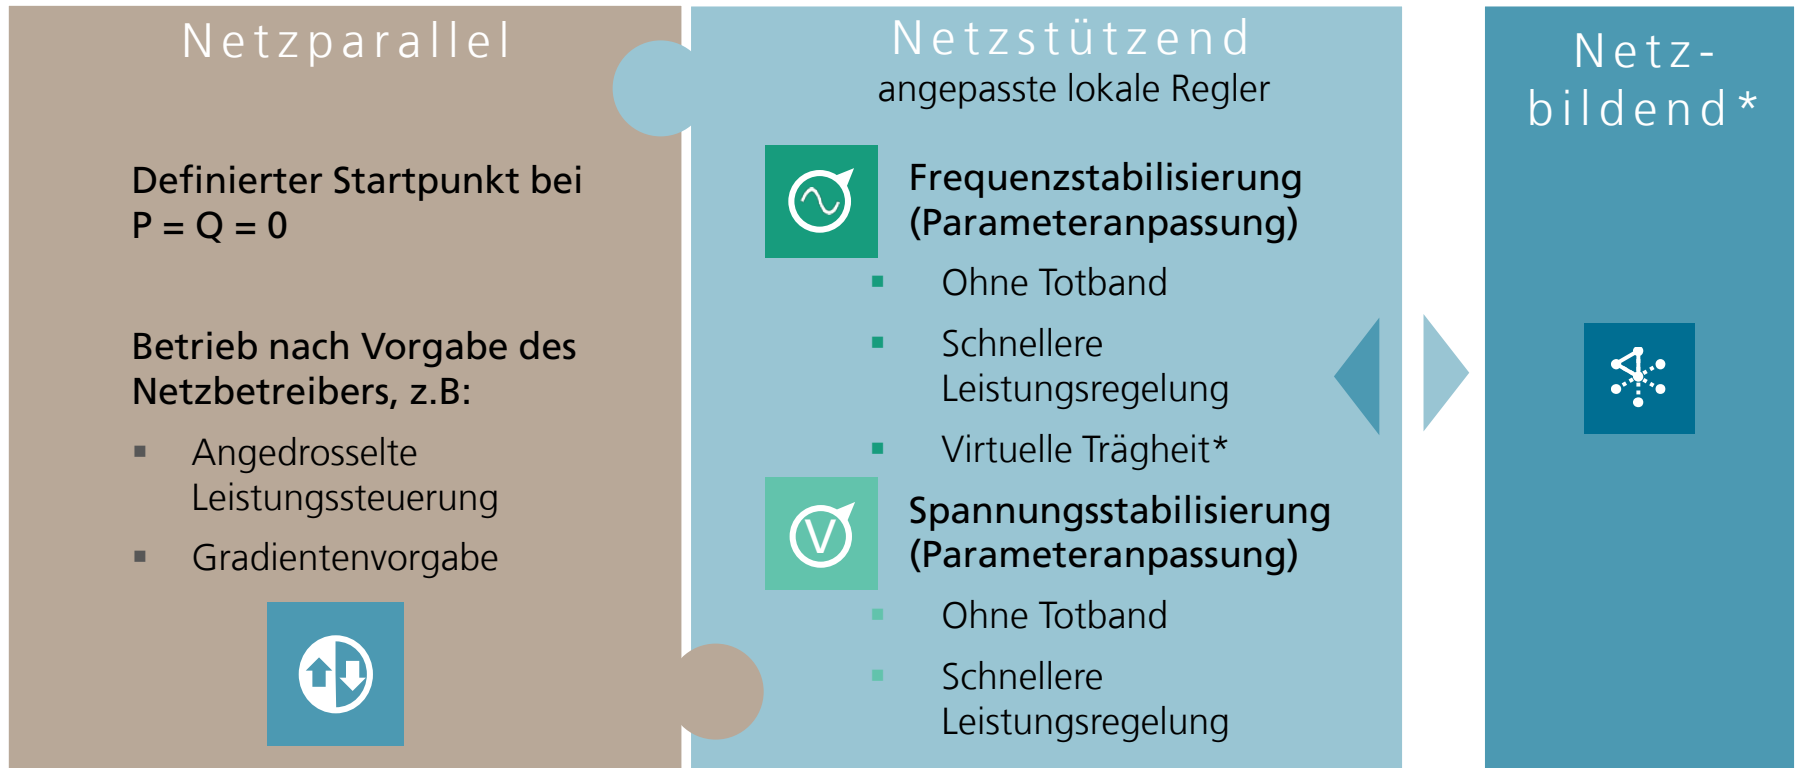 Netzparallel
Definierter Startpunkt bei
P = Q = 0
Betrieb nach Vorgabe des
Netzbetreibers, z.B:
▪ Angedrosselte
Leistungssteuerung
▪ Gradientenvorgabe
Netzstützend
angepasste lokale Regler
Frequenzstabilisierung
(Parameteranpassung)
▪ Ohne Totband
▪ Schnellere
Leistungsregelung
▪ Virtuelle Trägheit*
V
Spannungsstabilisierung
(Parameteranpassung)
▪ Ohne Totband
▪ Schnellere
Leistungsregelung
Netz-
bildend*